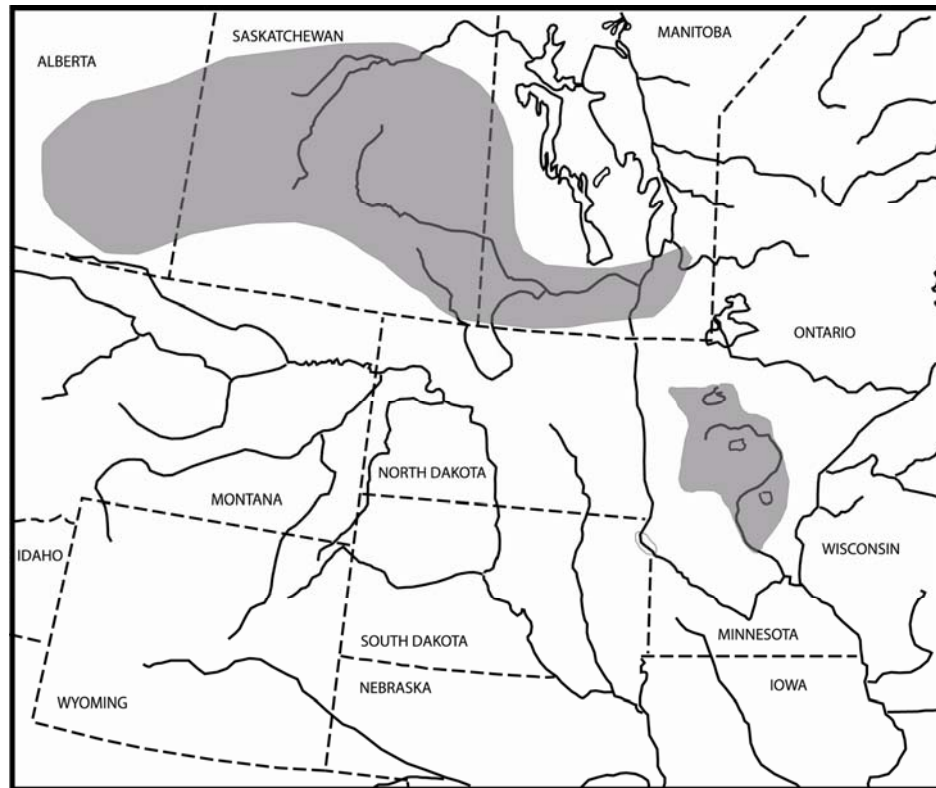 SASKATCHEWAN
MANITOBA
ALBERTA
ONTARIO
NORTH DAKOTA
MONTANA
IDAHO
WISCONSIN
SOUTH DAKOTA
MINNESOTA
NEBRASKA
IOWA
WYOMING